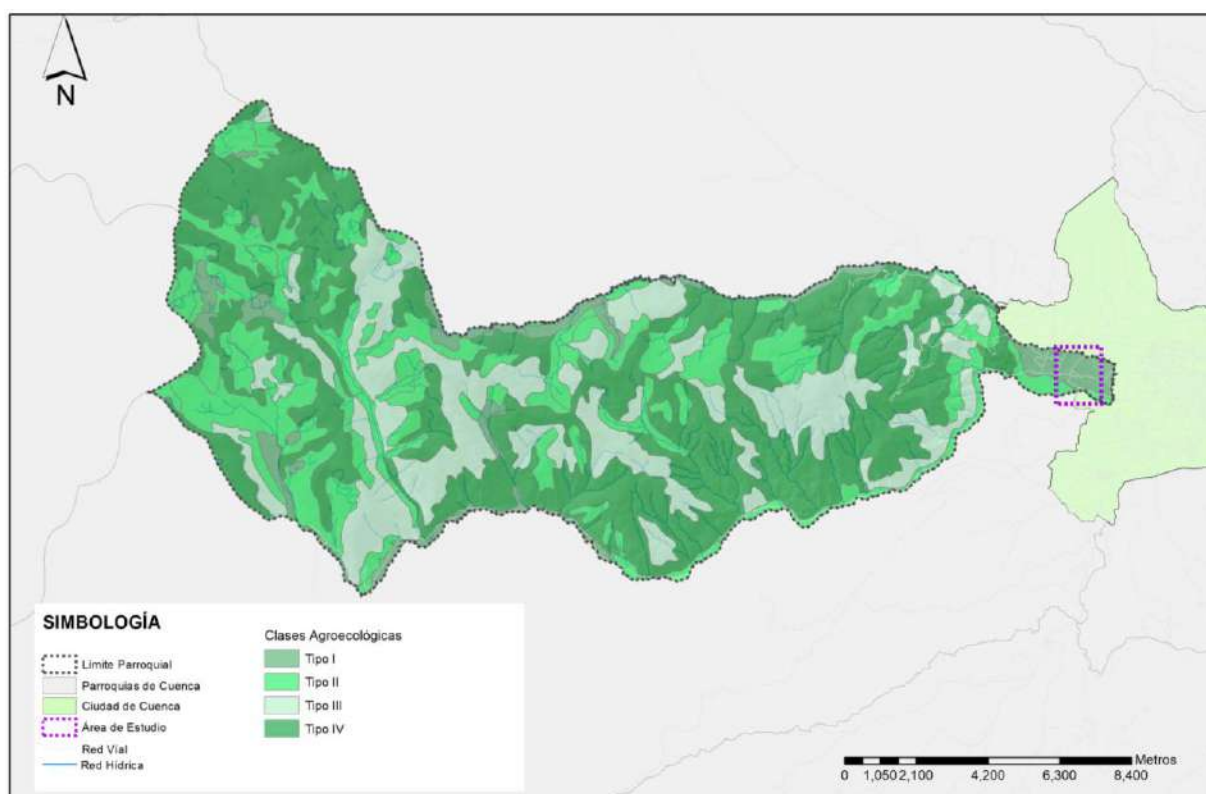 N
SIMBOLOGÍA
Límite Parroquial
Parroquias de Cuenca
Ciudad de Cuenca
Área de Estudio
Red Vial
Red Hídrica
Clases Agroecológicas
Tipo I
Tipo II
Tipo III
Tipo IV
Metros
0 1,050 2,100 4,200 6,300 8,400